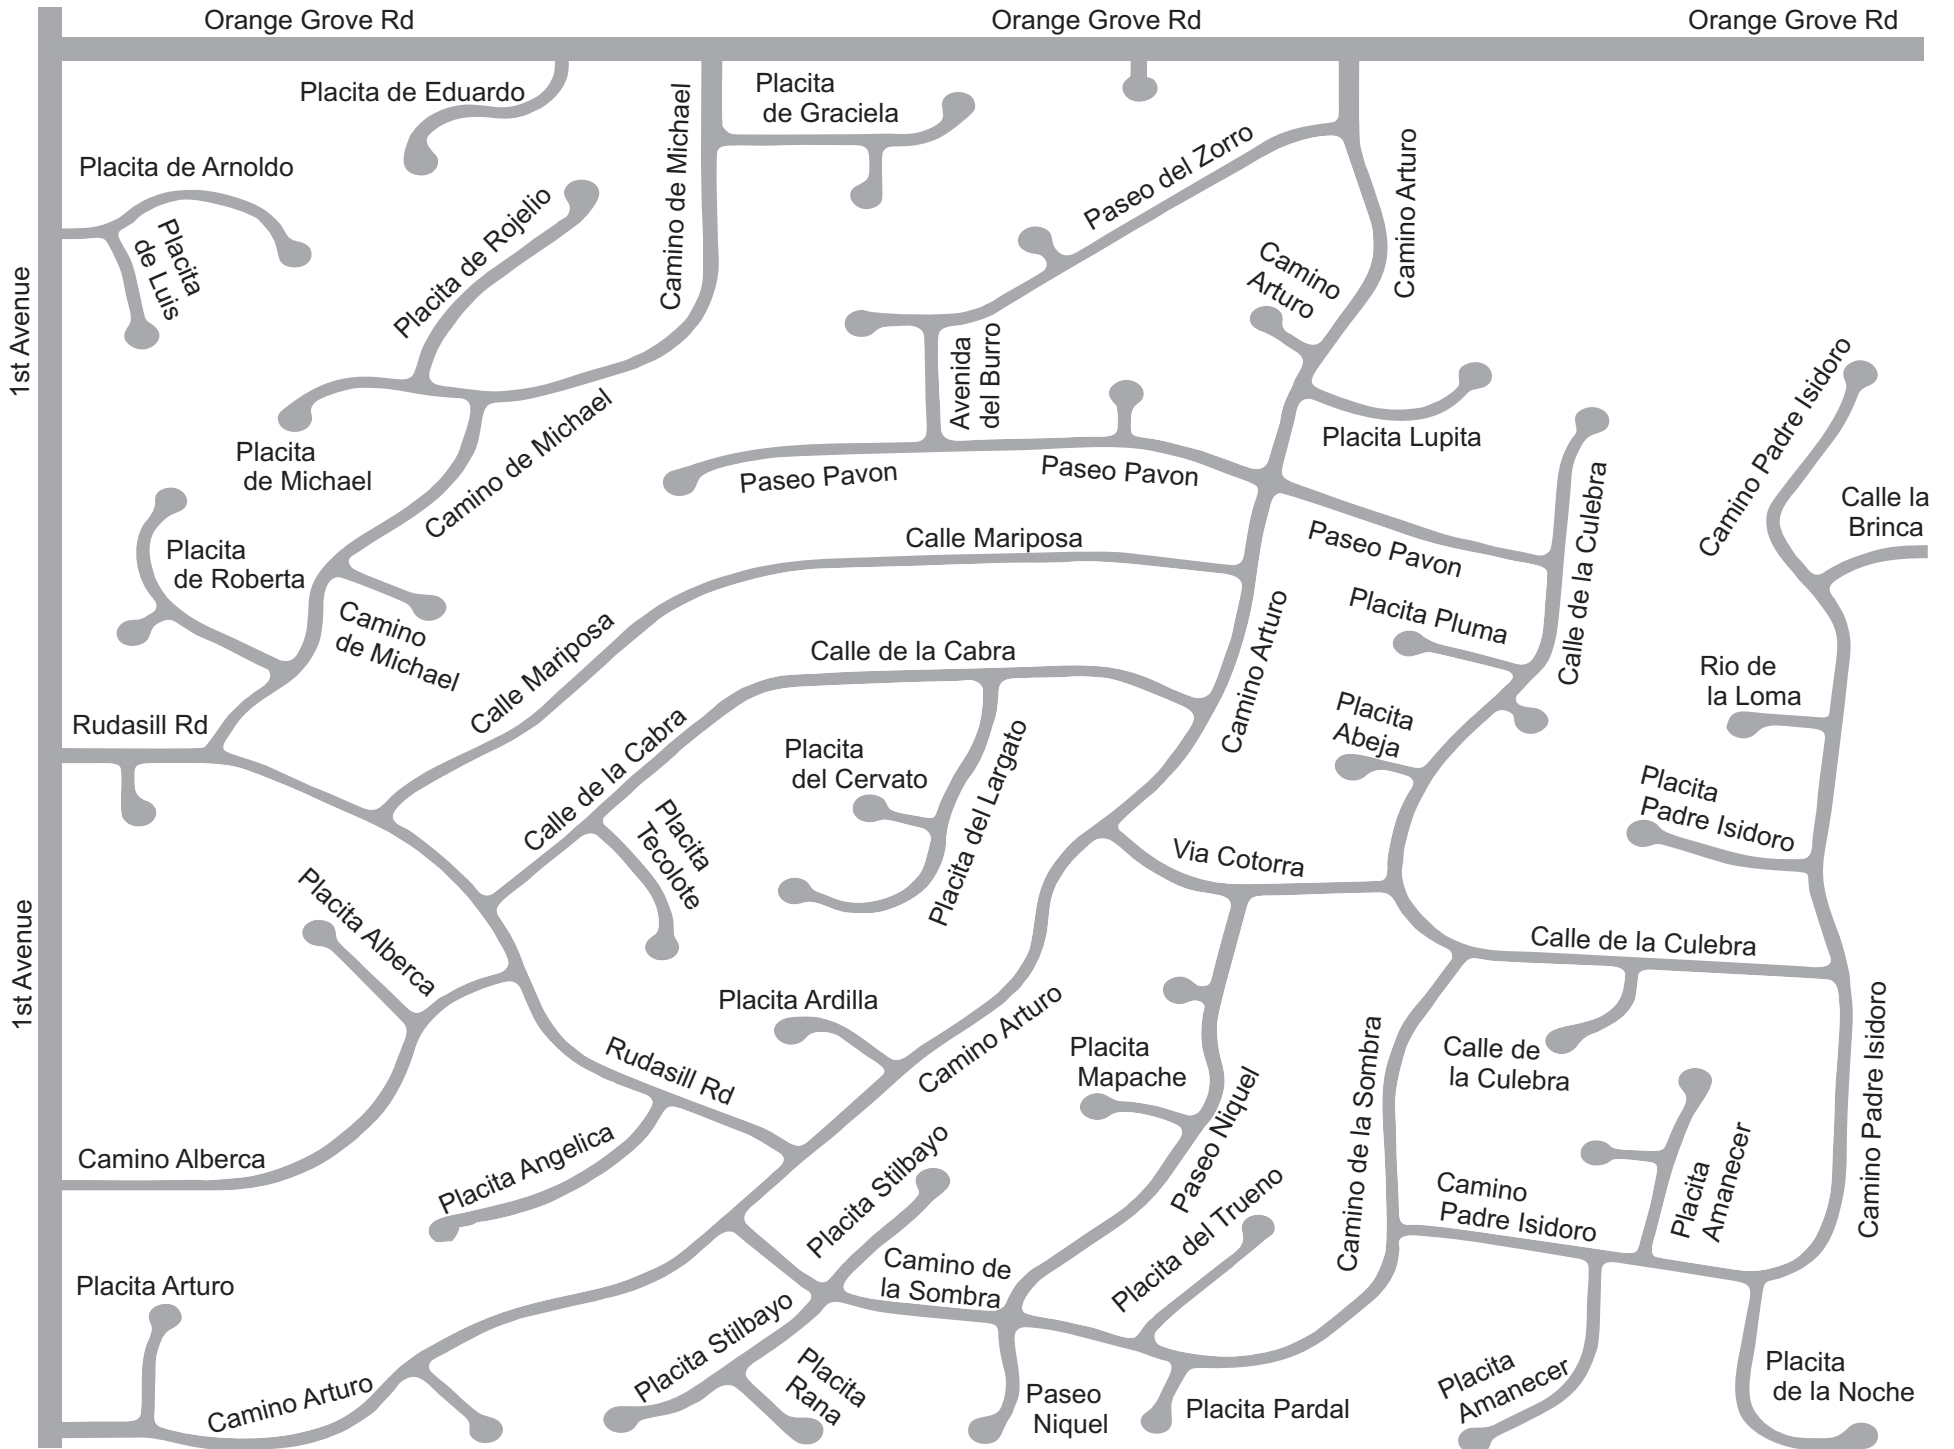 Orange Grove Rd
Orange Grove Rd
Orange Grove Rd
Placita de Eduardo
Placita
de Graciela
Camino de Michael
Placita de Arnoldo
Placita
de Luis
Placita de Rojelio
Paseo del Zorro
Camino Arturo
Camino
Arturo
1st Avenue
Avenida
del Burro
Placita Lupita
Camino Padre Isidoro
Placita
de Michael
Camino de Michael
Paseo Pavon
Paseo Pavon
Calle la
Brinca
Calle Mariposa
Paseo Pavon
Calle de la Culebra
Placita
de Roberta
Camino
de Michael
Calle Mariposa
Calle de la Cabra
Camino Arturo
Placita Pluma
Rio de
la Loma
Rudasill Rd
Calle de la Cabra
Placita
del Cervato
Placita del Largato
Placita
Abeja
Placita
Padre Isidoro
Placita
Tecolote
Via Cotorra
Placita Alberca
1st Avenue
Calle de la Culebra
Placita Ardilla
Camino Arturo
Rudasill Rd
Placita
Mapache
Paseo Niquel
Camino de la Sombra
Calle de
la Culebra
Camino Padre Isidoro
Camino Alberca
Placita Angelica
Placita Stilbayo
Placita del Trueno
Camino
Padre Isidoro
Placita
Amanecer
Placita Arturo
Camino de
la Sombra
Placita Stilbayo
Placita
Rana
Camino Arturo
Paseo
Niquel
Placita Pardal
Placita
Amanecer
Placita
de la Noche